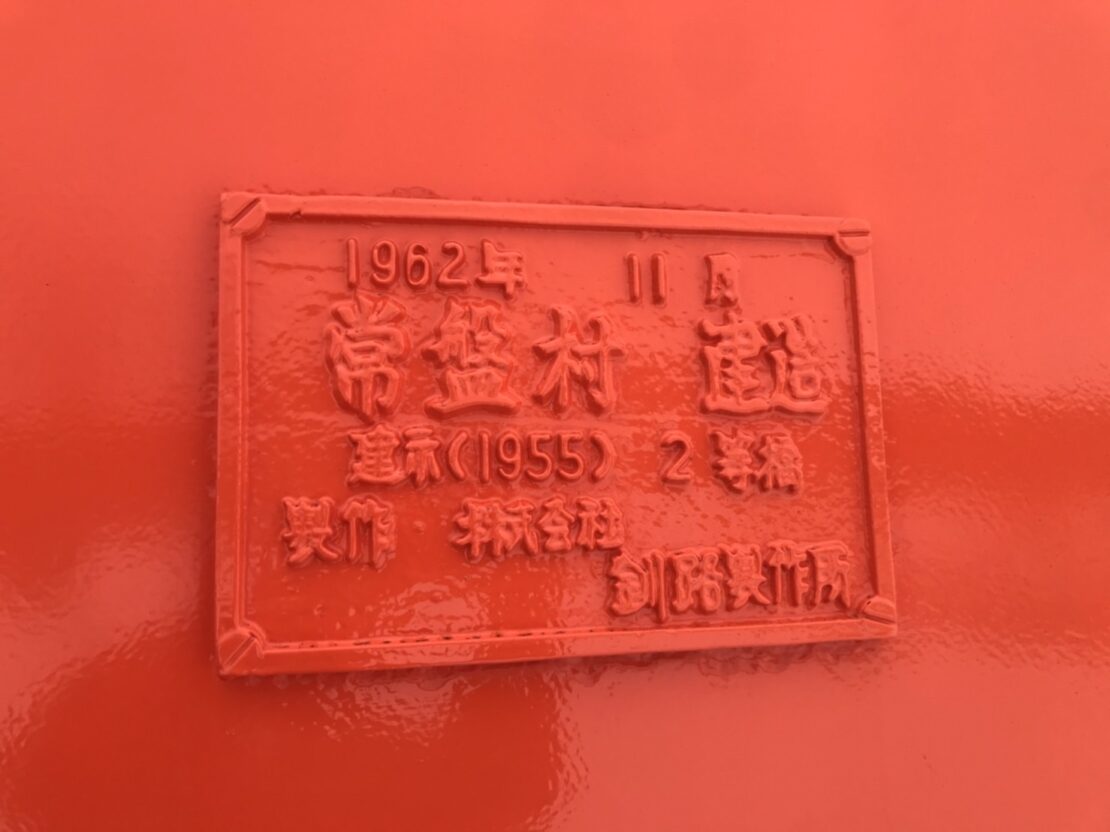 1962年 11月
常盤村 建造
建示(1955) 2等橋
製作 株式会社
釧路製作所